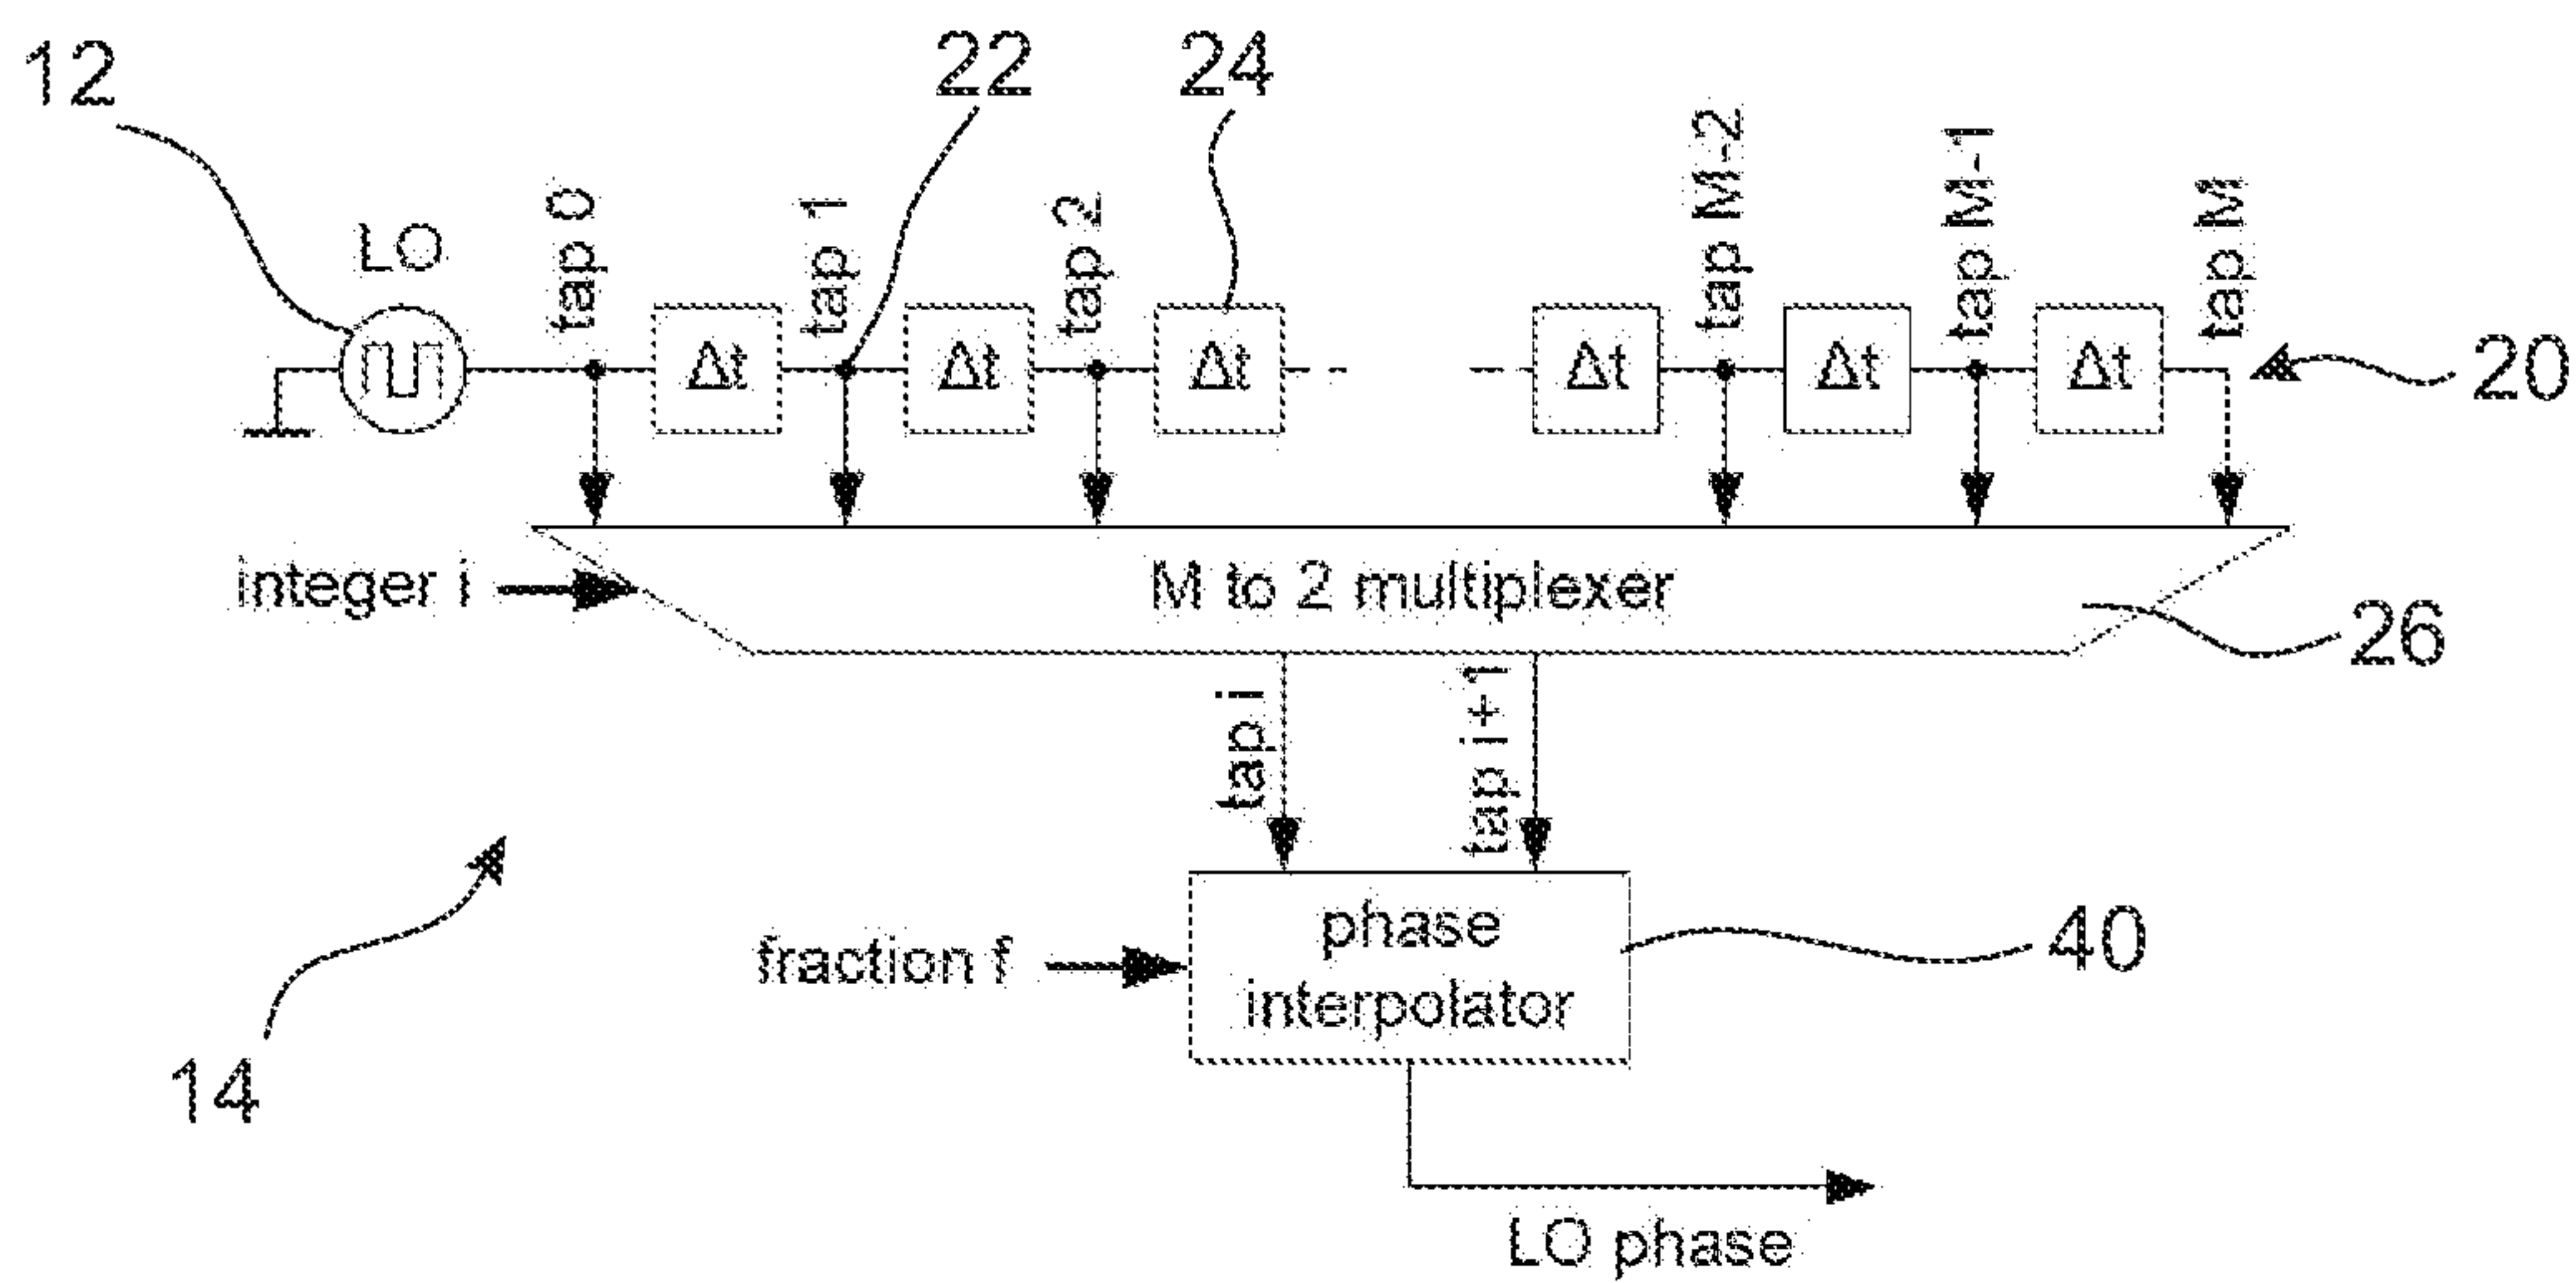 12
22
24
LO
tap 0
tap 1
tap 2
tap M-2
tap M-1
tap M
Δt
Δt
Δt
Δt
Δt
Δt
20
integer i
M to 2 multiplexer
26
tap i
tap i+1
fraction f
phase
interpolator
40
14
LO phase